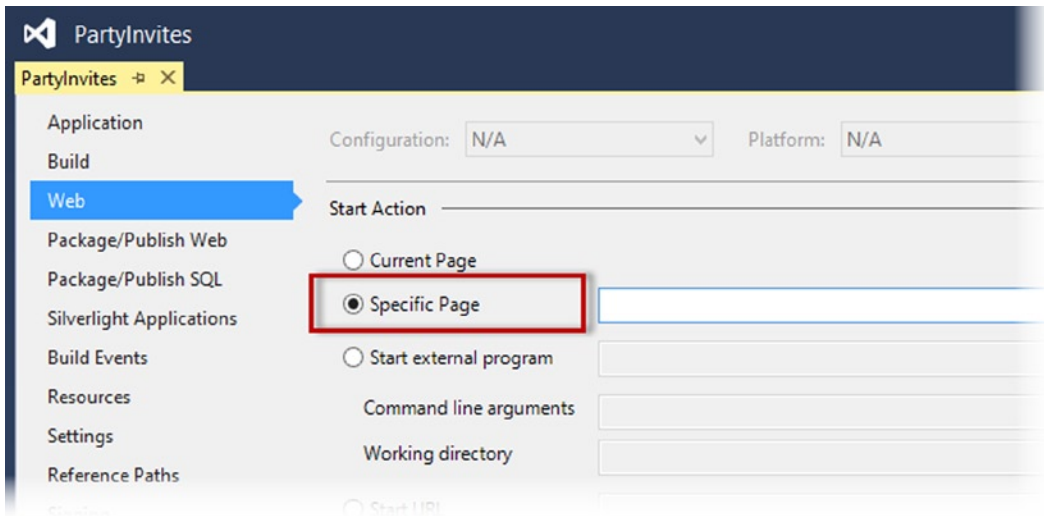 PartyInvites
PartyInvites
Application
Build
Web
Package/Publish Web
Package/Publish SQL
Silverlight Applications
Build Events
Resources
Settings
Reference Paths
Configuration: N/A Platform: N/A
Start Action
Current Page
Specific Page
Start external program
Command line arguments
Working directory
Start URL